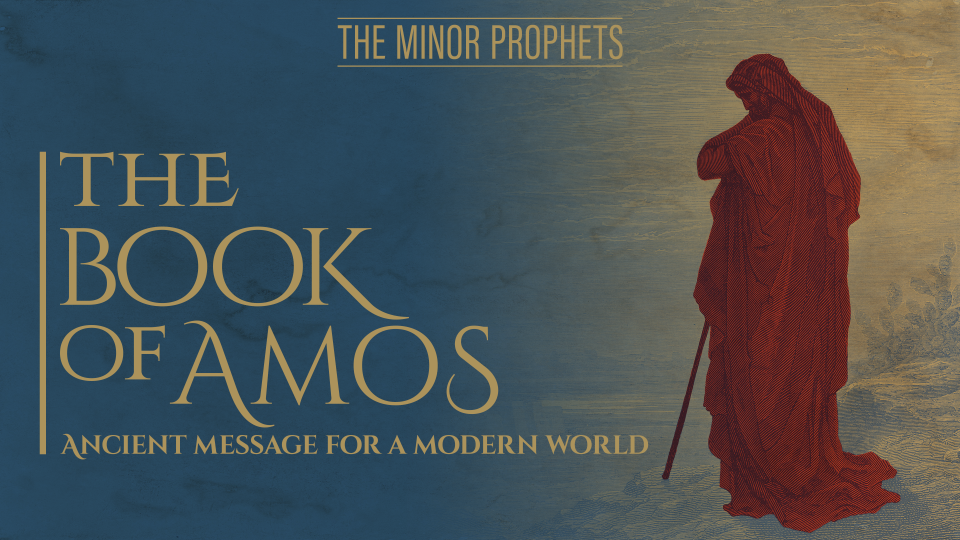 THE MINOR PROPHETS
THE
BOOK
OF AMOS
ANCIENT MESSAGE FOR A MODERN WORLD